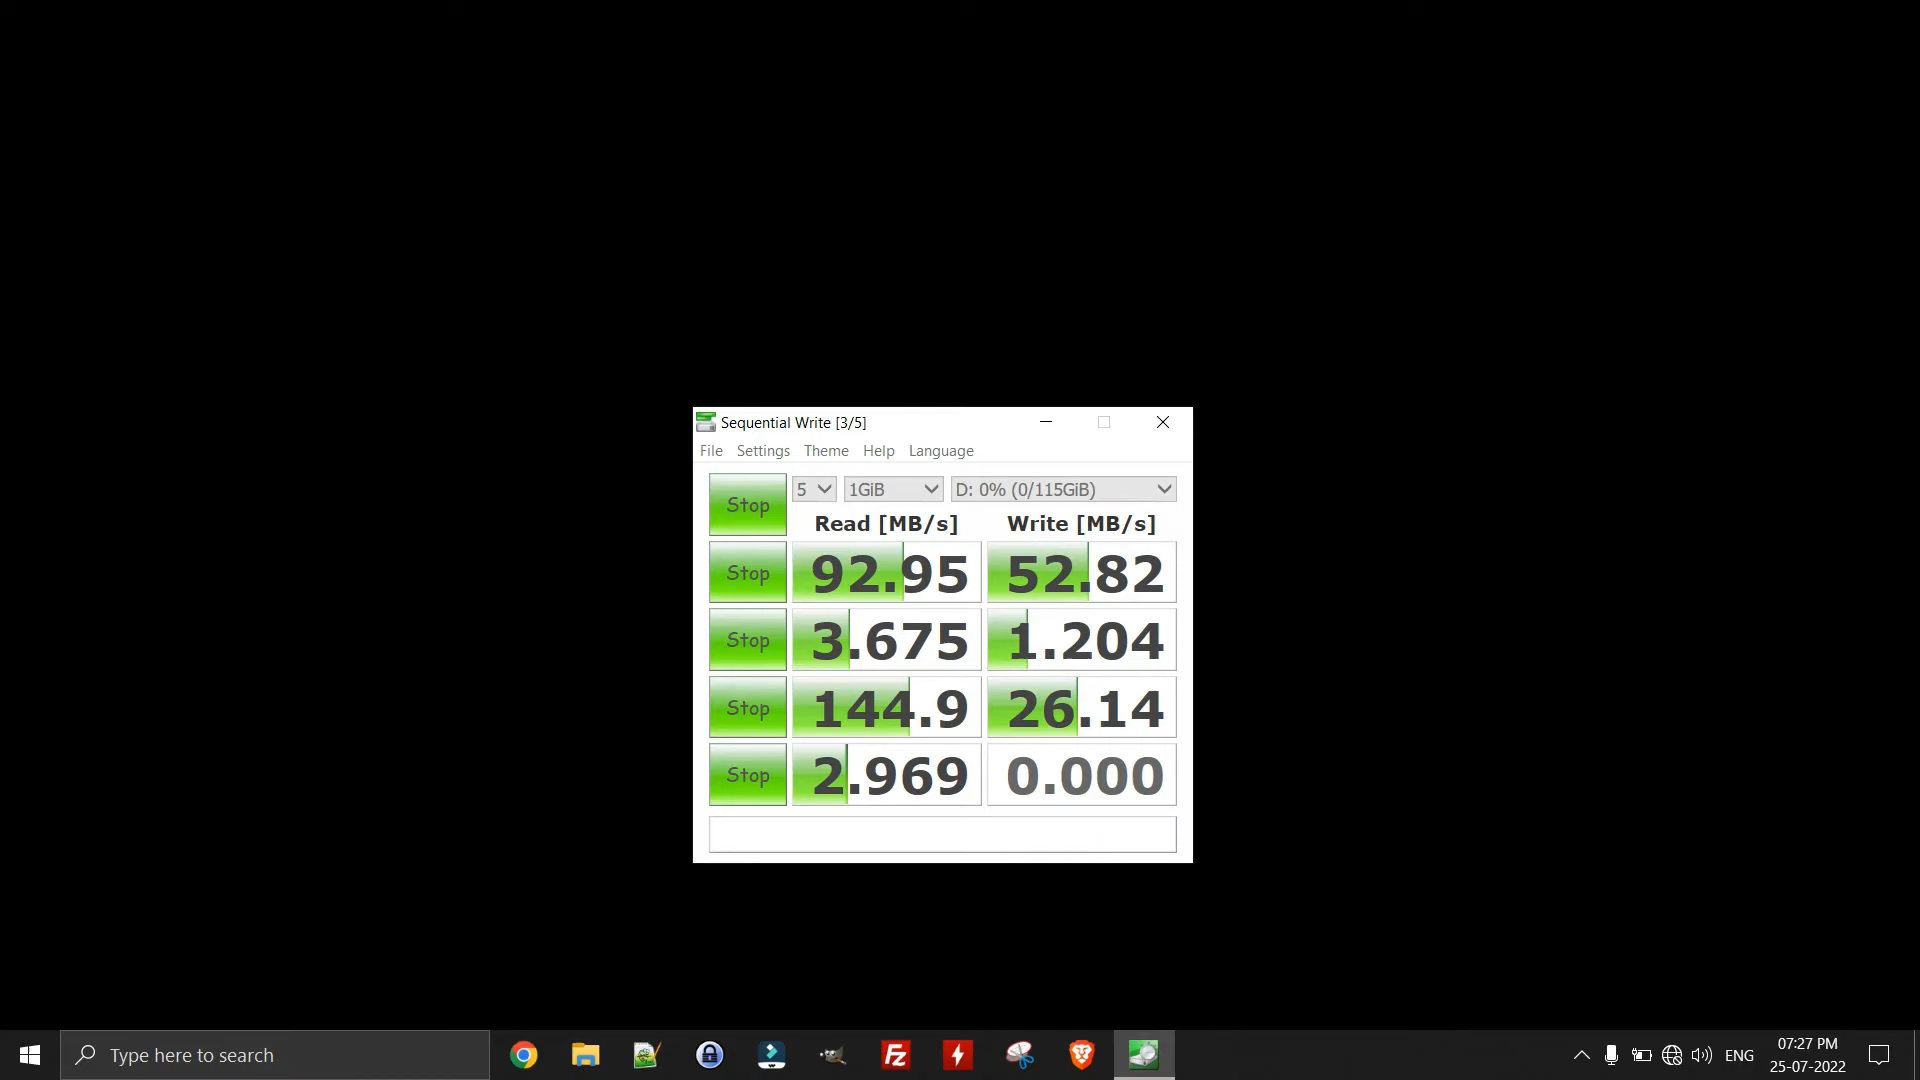 Sequential Write [3/5]
File Settings Theme Help Language
Stop 5 1GiB D: 0% (0/115GiB)
Read [MB/s] Write [MB/s]
Stop 92.95 52.82
Stop 3.675 1.204
Stop 144.9 26.14
Stop 2.969 0.000
Type here to search
Fz
ENG
07:27 PM
25-07-2022